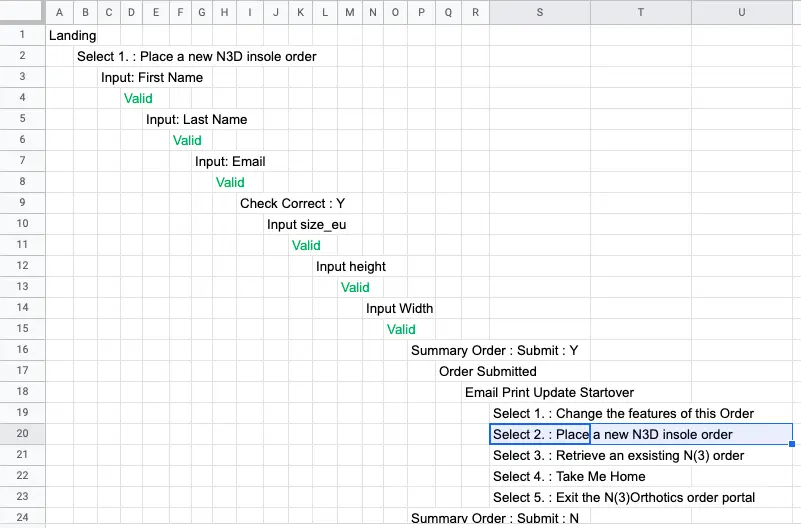 A B C D E F G H I J K L M N O P Q R S T U
1 Landing
2 Select 1. : Place a new N3D insole order
3 Input: First Name
4 Valid
5 Input: Last Name
6 Valid
7 Input: Email
8 Valid
9 Check Correct : Y
10 Input size_eu
11 Valid
12 Input height
13 Valid
14 Input Width
15 Valid
16 Summary Order : Submit : Y
17 Order Submitted
18 Email Print Update Startover
19 Select 1. : Change the features of this Order
20 Select 2. : Place a new N3D insole order
21 Select 3. : Retrieve an exsisting N(3) order
22 Select 4. : Take Me Home
23 Select 5. : Exit the N(3)Orthotics order portal
24 Summary Order : Submit : N